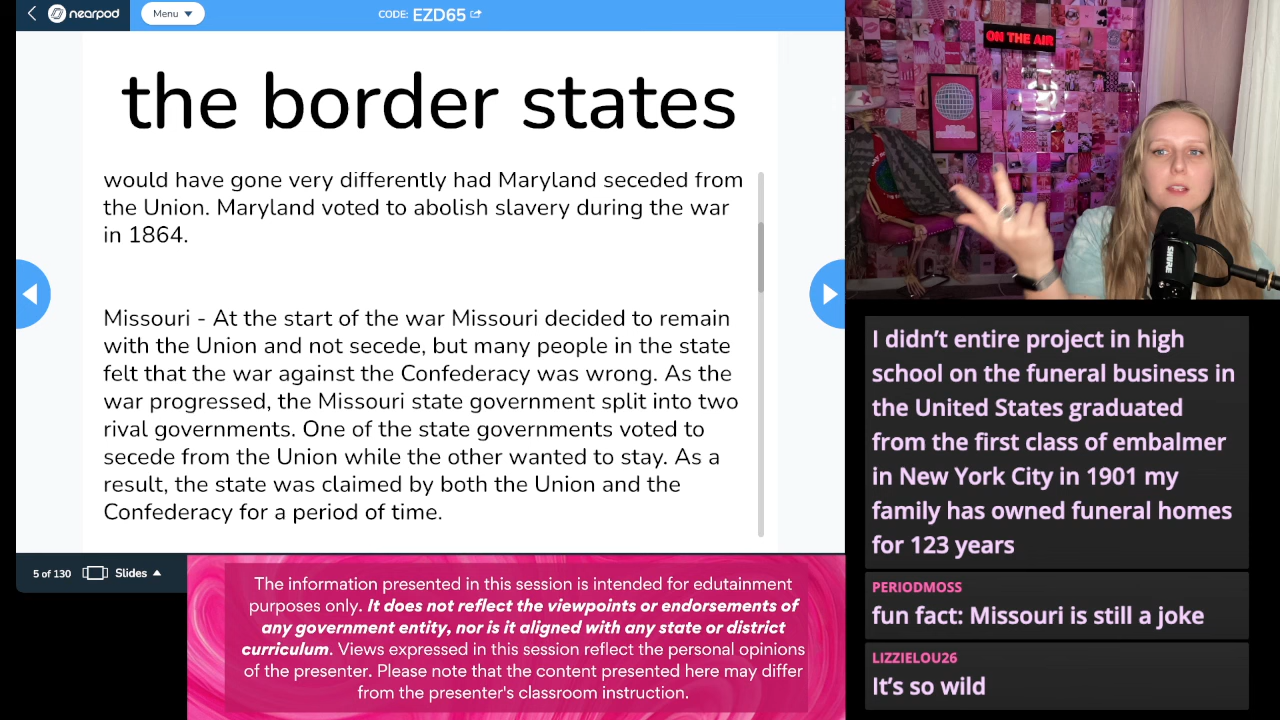 nearpod
Menu
CODE: EZD65
ON THE AIR
the border states
would have gone very differently had Maryland seceded from
the Union. Maryland voted to abolish slavery during the war
in 1864.
Missouri - At the start of the war Missouri decided to remain
with the Union and not secede, but many people in the state
felt that the war against the Confederacy was wrong. As the
war progressed, the Missouri state government split into two
rival governments. One of the state governments voted to
secede from the Union while the other wanted to stay. As a
result, the state was claimed by both the Union and the
Confederacy for a period of time.
5 of 130
Slides
The information presented in this session is intended for edutainment
purposes only. It does not reflect the viewpoints or endorsements of
any government entity, nor is it aligned with any state or district
curriculum. Views expressed in this session reflect the personal opinions
of the presenter. Please note that the content presented here may differ
from the presenter's classroom instruction.
I didn’t entire project in high
school on the funeral business in
the United States graduated
from the first class of embalmer
in New York City in 1901 my
family has owned funeral homes
for 123 years
PERIODMOSS
fun fact: Missouri is still a joke
LIZZIELOU26
It’s so wild
SHURE